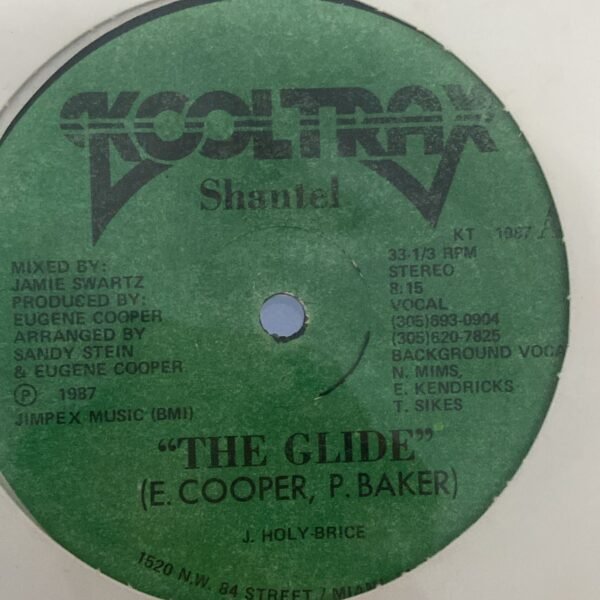 KOOLTRAX
Shantel
KT 1987 A
MIXED BY:
JAMIE SWARTZ
PRODUCED BY:
EUGENE COOPER
ARRANGED BY
SANDY STEIN
& EUGENE COOPER
Ⓟ 1987
JIMPEX MUSIC (BMI)
33-1/3 RPM
STEREO
8:15
VOCAL
(305)693-0904
(305)620-7825
BACKGROUND VOCA
N. MIMS,
E. KENDRICKS
T. SIKES
“THE GLIDE”
(E. COOPER, P. BAKER)
J. HOLY-BRICE
1520 N.W. 84 STREET / MIAMI